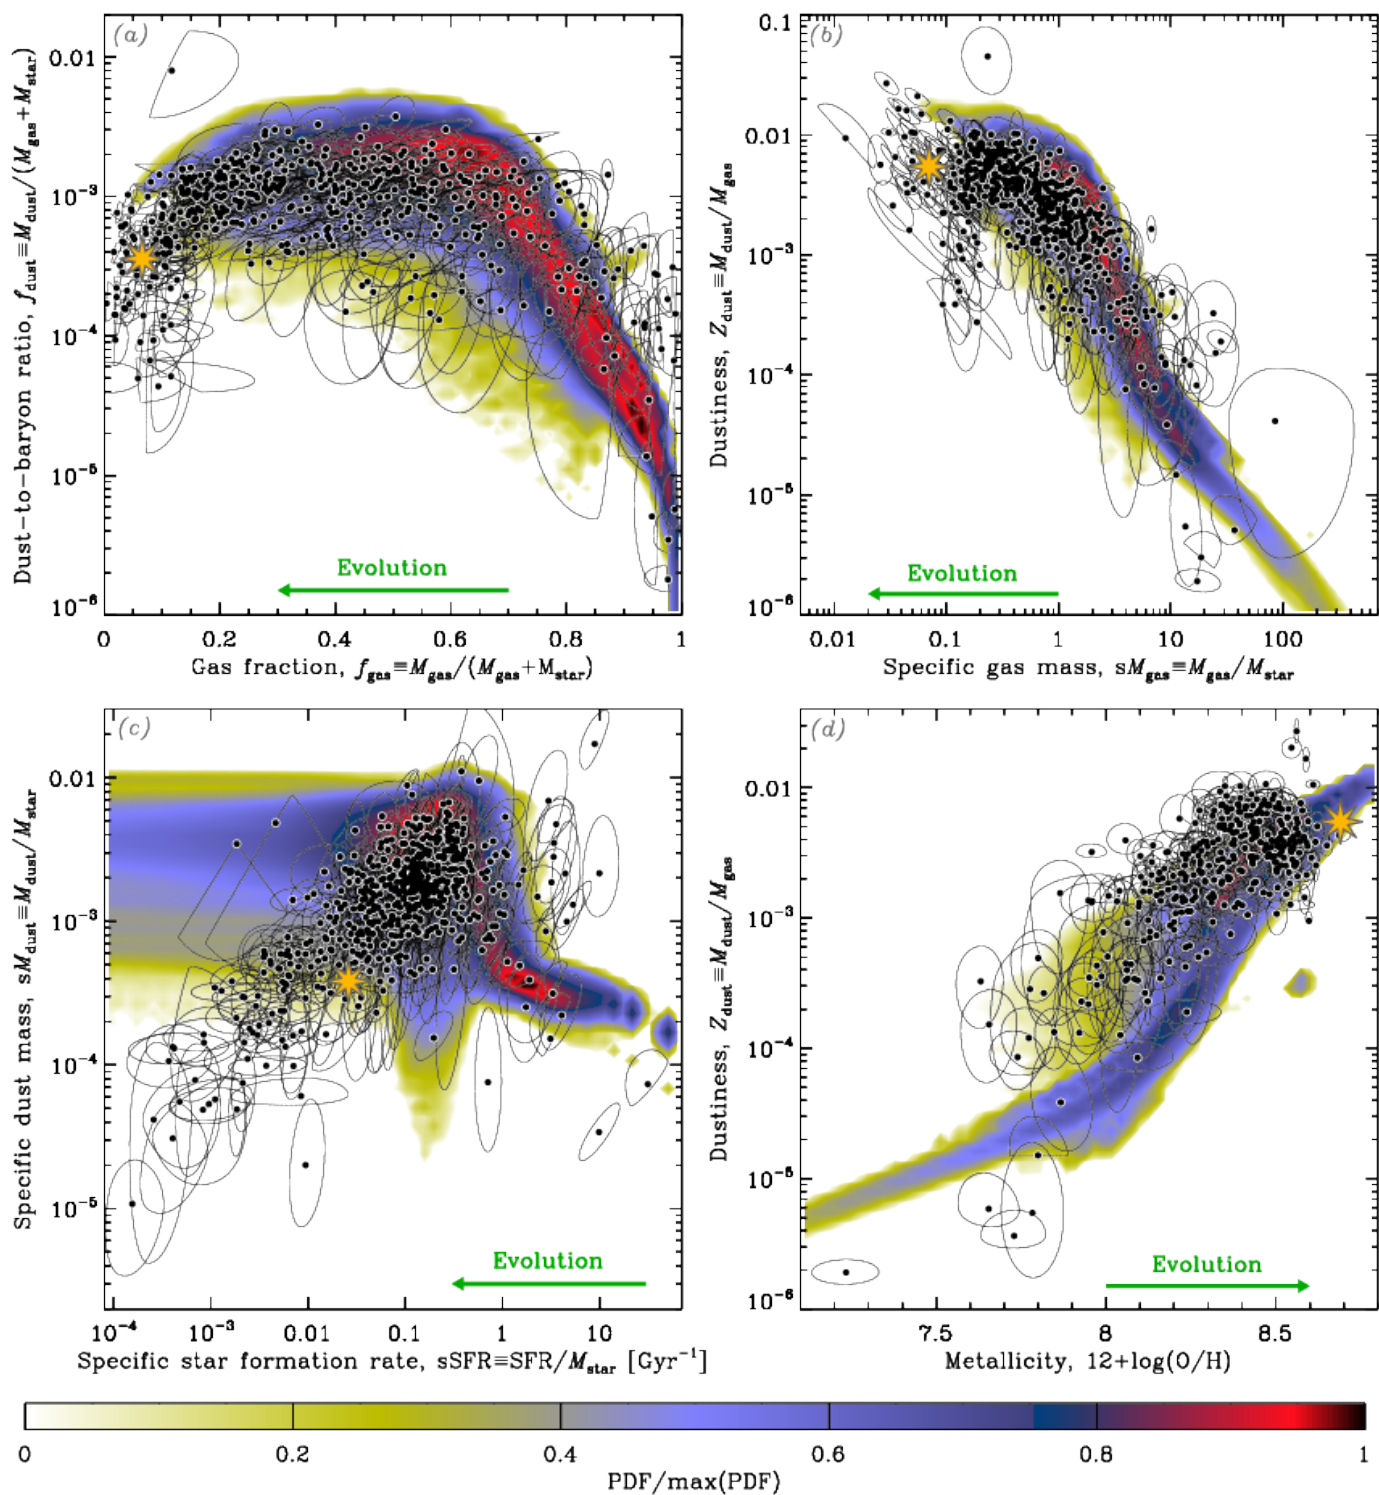 (a)
0.01
10⁻³
10⁻⁴
10⁻⁵
10⁻⁶
Dust-to-baryon ratio, f_dust≡M_dust/(M_gas+M_star)
Evolution
0 0.2 0.4 0.6 0.8 1
Gas fraction, f_gas≡M_gas/(M_gas+M_star)
(b)
0.1
0.01
10⁻³
10⁻⁴
10⁻⁵
10⁻⁶
Dustiness, Z_dust≡M_dust/M_gas
Evolution
0.01 0.1 1 10 100
Specific gas mass, sM_gas≡M_gas/M_star
(c)
0.01
10⁻³
10⁻⁴
10⁻⁵
Specific dust mass, sM_dust≡M_dust/M_star
Evolution
10⁻⁴ 10⁻³ 0.01 0.1 1 10
Specific star formation rate, sSFR≡SFR/M_star [Gyr⁻¹]
(d)
0.01
10⁻³
10⁻⁴
10⁻⁵
10⁻⁶
Dustiness, Z_dust≡M_dust/M_gas
Evolution
7.5 8 8.5
Metallicity, 12+log(O/H)
0 0.2 0.4 0.6 0.8 1
PDF/max(PDF)